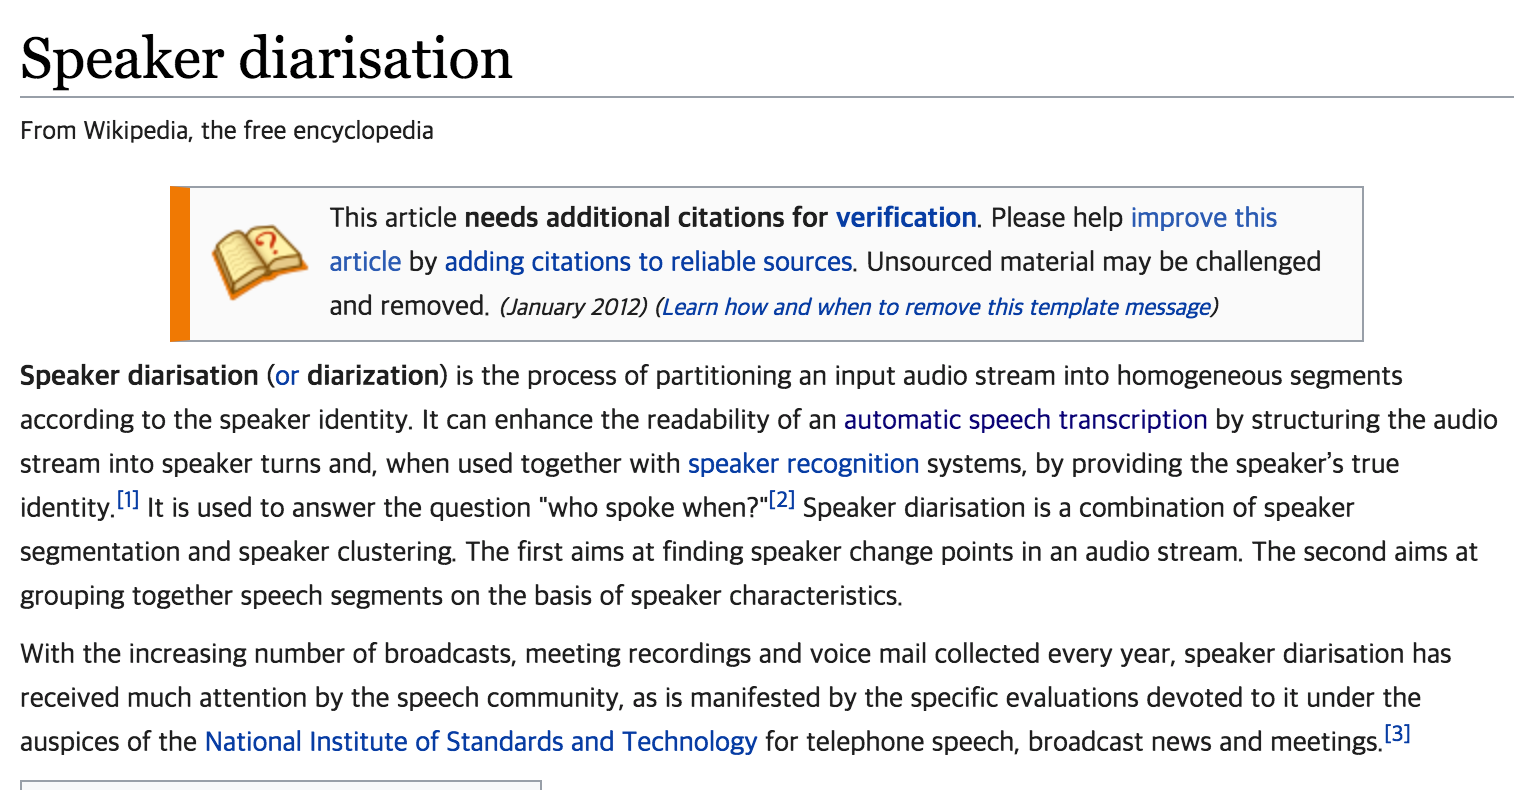 Speaker diarisation
From Wikipedia, the free encyclopedia
?
This article needs additional citations for verification. Please help improve this
article by adding citations to reliable sources. Unsourced material may be challenged
and removed. (January 2012) (Learn how and when to remove this template message)
Speaker diarisation (or diarization) is the process of partitioning an input audio stream into homogeneous segments
according to the speaker identity. It can enhance the readability of an automatic speech transcription by structuring the audio
stream into speaker turns and, when used together with speaker recognition systems, by providing the speaker’s true
identity.[1] It is used to answer the question "who spoke when?"[2] Speaker diarisation is a combination of speaker
segmentation and speaker clustering. The first aims at finding speaker change points in an audio stream. The second aims at
grouping together speech segments on the basis of speaker characteristics.
With the increasing number of broadcasts, meeting recordings and voice mail collected every year, speaker diarisation has
received much attention by the speech community, as is manifested by the specific evaluations devoted to it under the
auspices of the National Institute of Standards and Technology for telephone speech, broadcast news and meetings.[3]